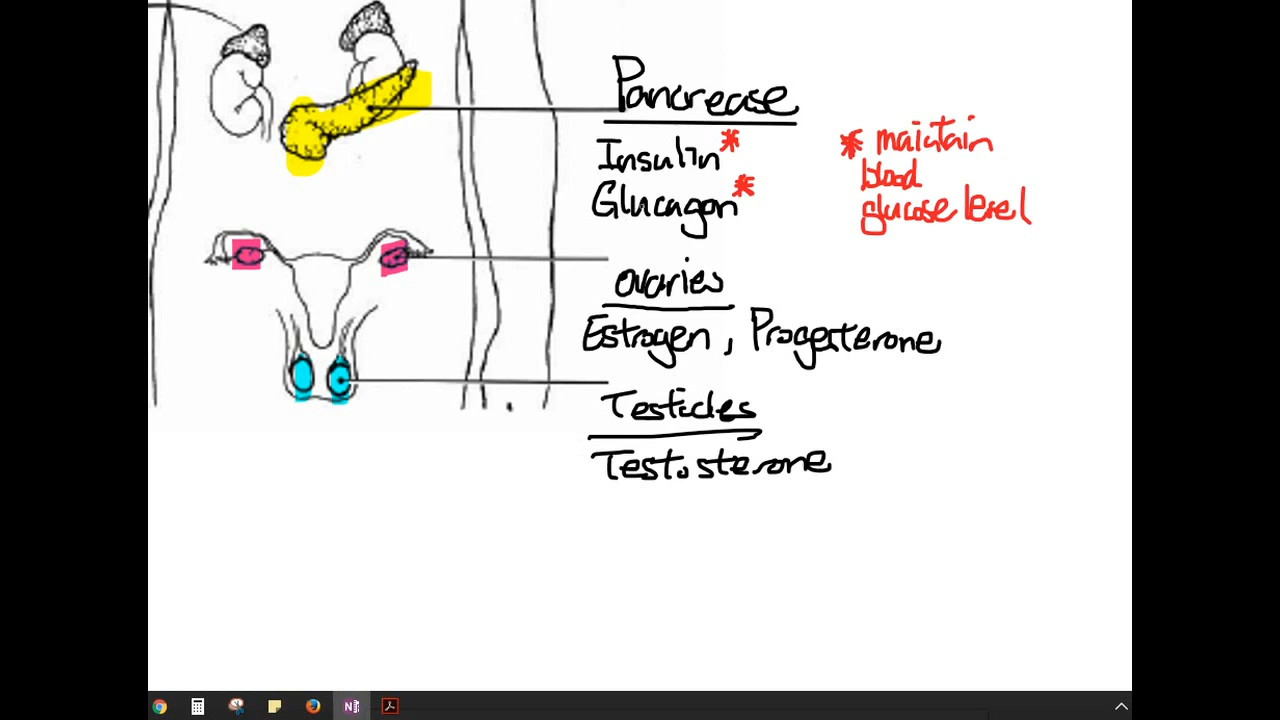 Pancrease
Insulin*
Glucagon*
* maintain
blood
glucose level
ovaries
Estrogen, Progesterone
Testicles
Testosterone